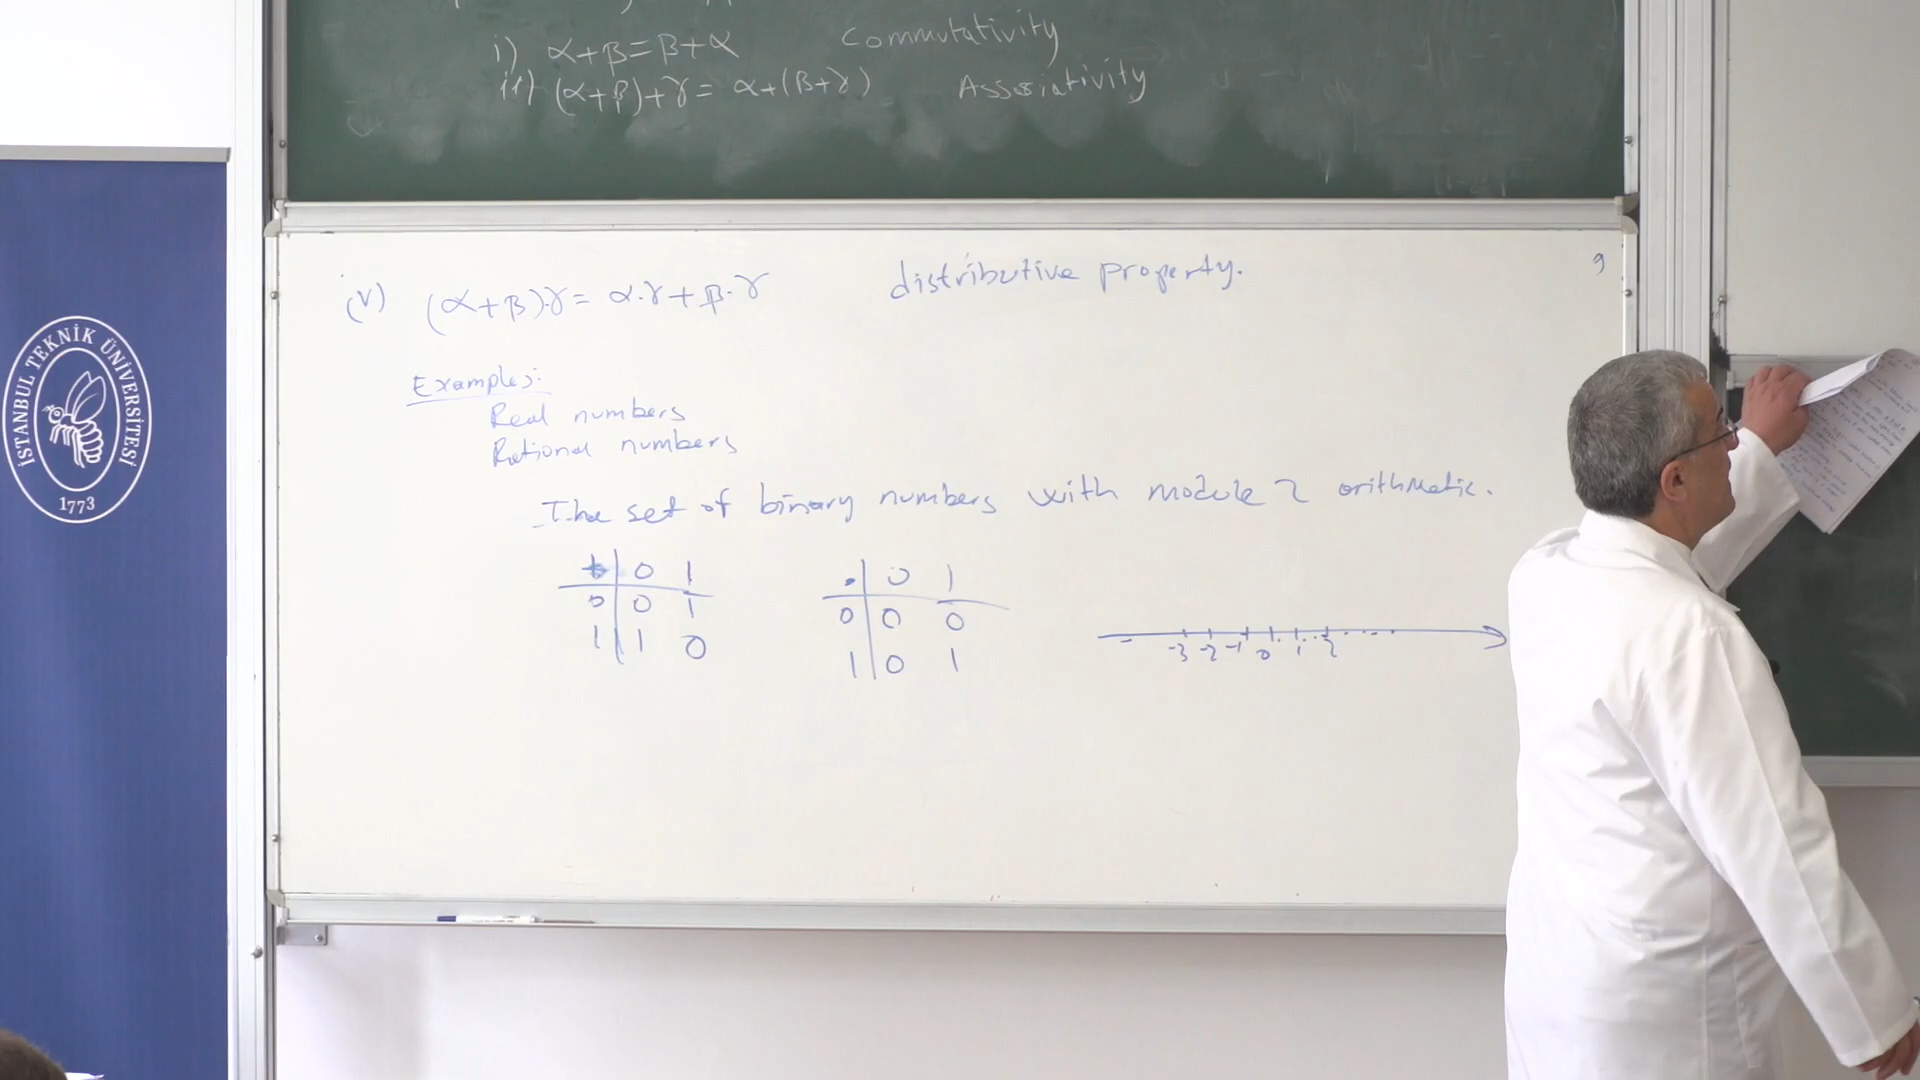 i) α+β=β+α Commutativity
ii) (α+β)+γ= α+(β+γ) Associativity
(v) (α+β).γ= α.γ+β.γ distributive property.
9
Examples:
Real numbers
Rational numbers
The set of binary numbers with module 2 arithmetic.
+ 0 1
0 0 1
1 1 0
. 0 1
0 0 0
1 0 1
-3 -2 -1 0 1 2
İSTANBUL TEKNİK ÜNİVERSİTESİ
1773